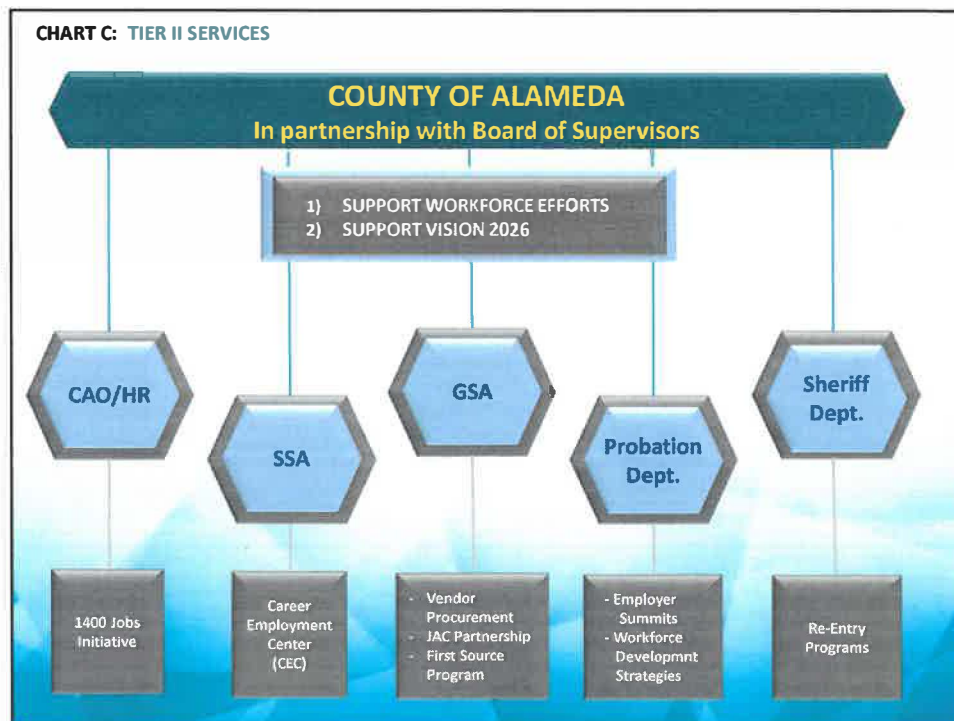 CHART C: TIER II SERVICES
COUNTY OF ALAMEDA
In partnership with Board of Supervisors
1) SUPPORT WORKFORCE EFFORTS
2) SUPPORT VISION 2026
CAO/HR
SSA
GSA
Probation
Dept.
Sheriff
Dept.
1400 Jobs
Initiative
Career
Employment
Center
(CEC)
- Vendor
Procurement
- JAC Partnership
- First Source
Program
- Employer
Summits
- Workforce
Developmnt
Strategies
Re-Entry
Programs